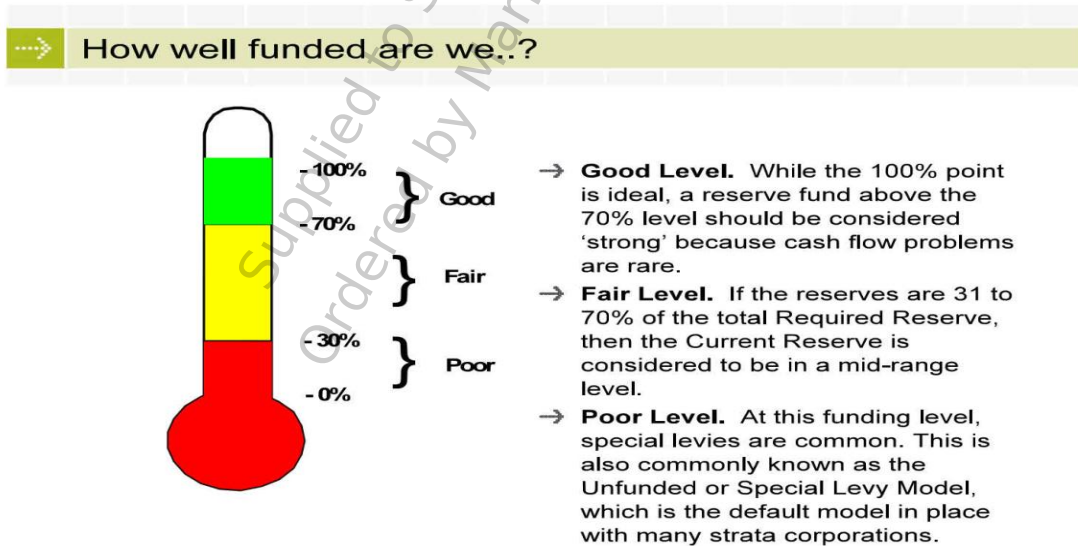 How well funded are we..?
- 100%
- 70%
- 30%
- 0%
} Good
} Fair
} Poor
→ Good Level. While the 100% point
is ideal, a reserve fund above the
70% level should be considered
‘strong’ because cash flow problems
are rare.
→ Fair Level. If the reserves are 31 to
70% of the total Required Reserve,
then the Current Reserve is
considered to be in a mid-range
level.
→ Poor Level. At this funding level,
special levies are common. This is
also commonly known as the
Unfunded or Special Levy Model,
which is the default model in place
with many strata corporations.
Supplied to
Ordered by